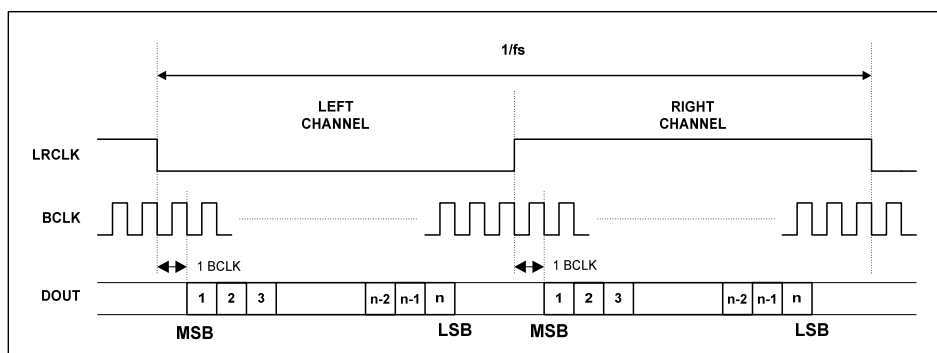 1/fs
LEFT
CHANNEL
RIGHT
CHANNEL
LRCLK
BCLK
1 BCLK
1 BCLK
DOUT
1 2 3 n-2 n-1 n 1 2 3 n-2 n-1 n
MSB LSB MSB LSB